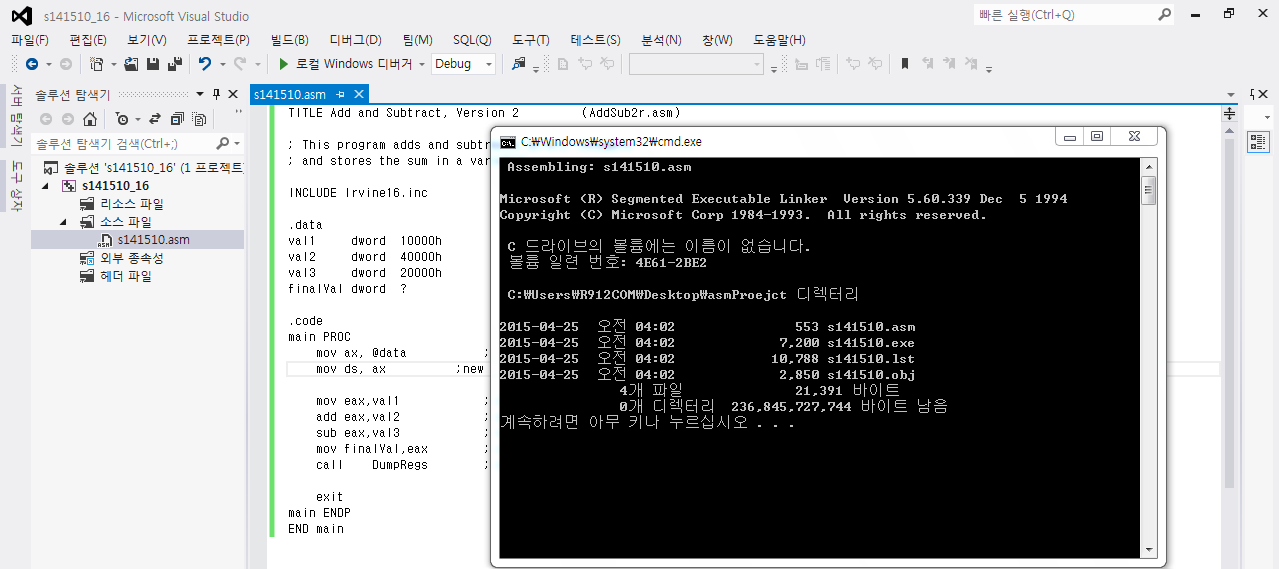 s141510_16 - Microsoft Visual Studio
빠른 실행(Ctrl+Q)
파일(F) 편집(E) 보기(V) 프로젝트(P) 빌드(B) 디버그(D) 팀(M) SQL(Q) 도구(T) 테스트(S) 분석(N) 창(W) 도움말(H)
로컬 Windows 디버거 Debug
서버 탐색기
도구 상자
솔루션 탐색기
솔루션 탐색기 검색(Ctrl+;)
솔루션 's141510_16' (1 프로젝트
s141510_16
리소스 파일
소스 파일
s141510.asm
외부 종속성
헤더 파일
s141510.asm
TITLE Add and Subtract, Version 2 (AddSub2r.asm)
; This program adds and subtr
; and stores the sum in a var
INCLUDE Irvine16.inc
.data
val1 dword 10000h
val2 dword 40000h
val3 dword 20000h
finalVal dword ?
.code
main PROC
mov ax, @data ;
mov ds, ax ;new
mov eax,val1 ;
add eax,val2 ;
sub eax,val3 ;
mov finalVal,eax ;
call DumpRegs ;
exit
main ENDP
END main
C:₩Windows₩system32₩cmd.exe
Assembling: s141510.asm
Microsoft (R) Segmented Executable Linker Version 5.60.339 Dec 5 1994
Copyright (C) Microsoft Corp 1984-1993. All rights reserved.
C 드라이브의 볼륨에는 이름이 없습니다.
볼륨 일련 번호: 4E61-2BE2
C:₩Users₩R912COM₩Desktop₩asmProejct 디렉터리
2015-04-25 오전 04:02 553 s141510.asm
2015-04-25 오전 04:02 7,200 s141510.exe
2015-04-25 오전 04:02 10,788 s141510.lst
2015-04-25 오전 04:02 2,850 s141510.obj
4개 파일 21,391 바이트
0개 디렉터리 236,845,727,744 바이트 남음
계속하려면 아무 키나 누르십시오 . . .